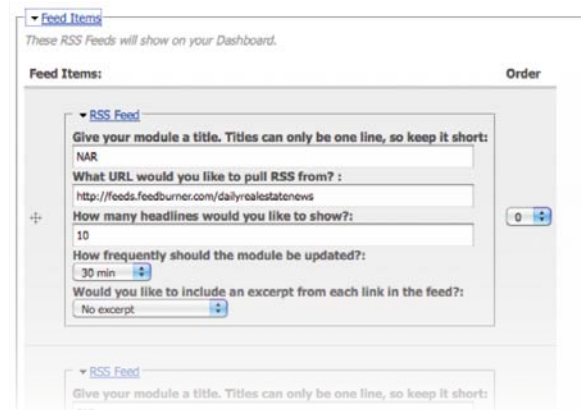 Feed Items
These RSS Feeds will show on your Dashboard.
Feed Items: Order
RSS Feed
Give your module a title. Titles can only be one line, so keep it short:
NAR
What URL would you like to pull RSS from? :
http://feeds.feedburner.com/dailyrealestatenews
How many headlines would you like to show?:
0
10
How frequently should the module be updated?:
30 min
Would you like to include an excerpt from each link in the feed?:
No excerpt
RSS Feed
Give your module a title. Titles can only be one line, so keep it short: